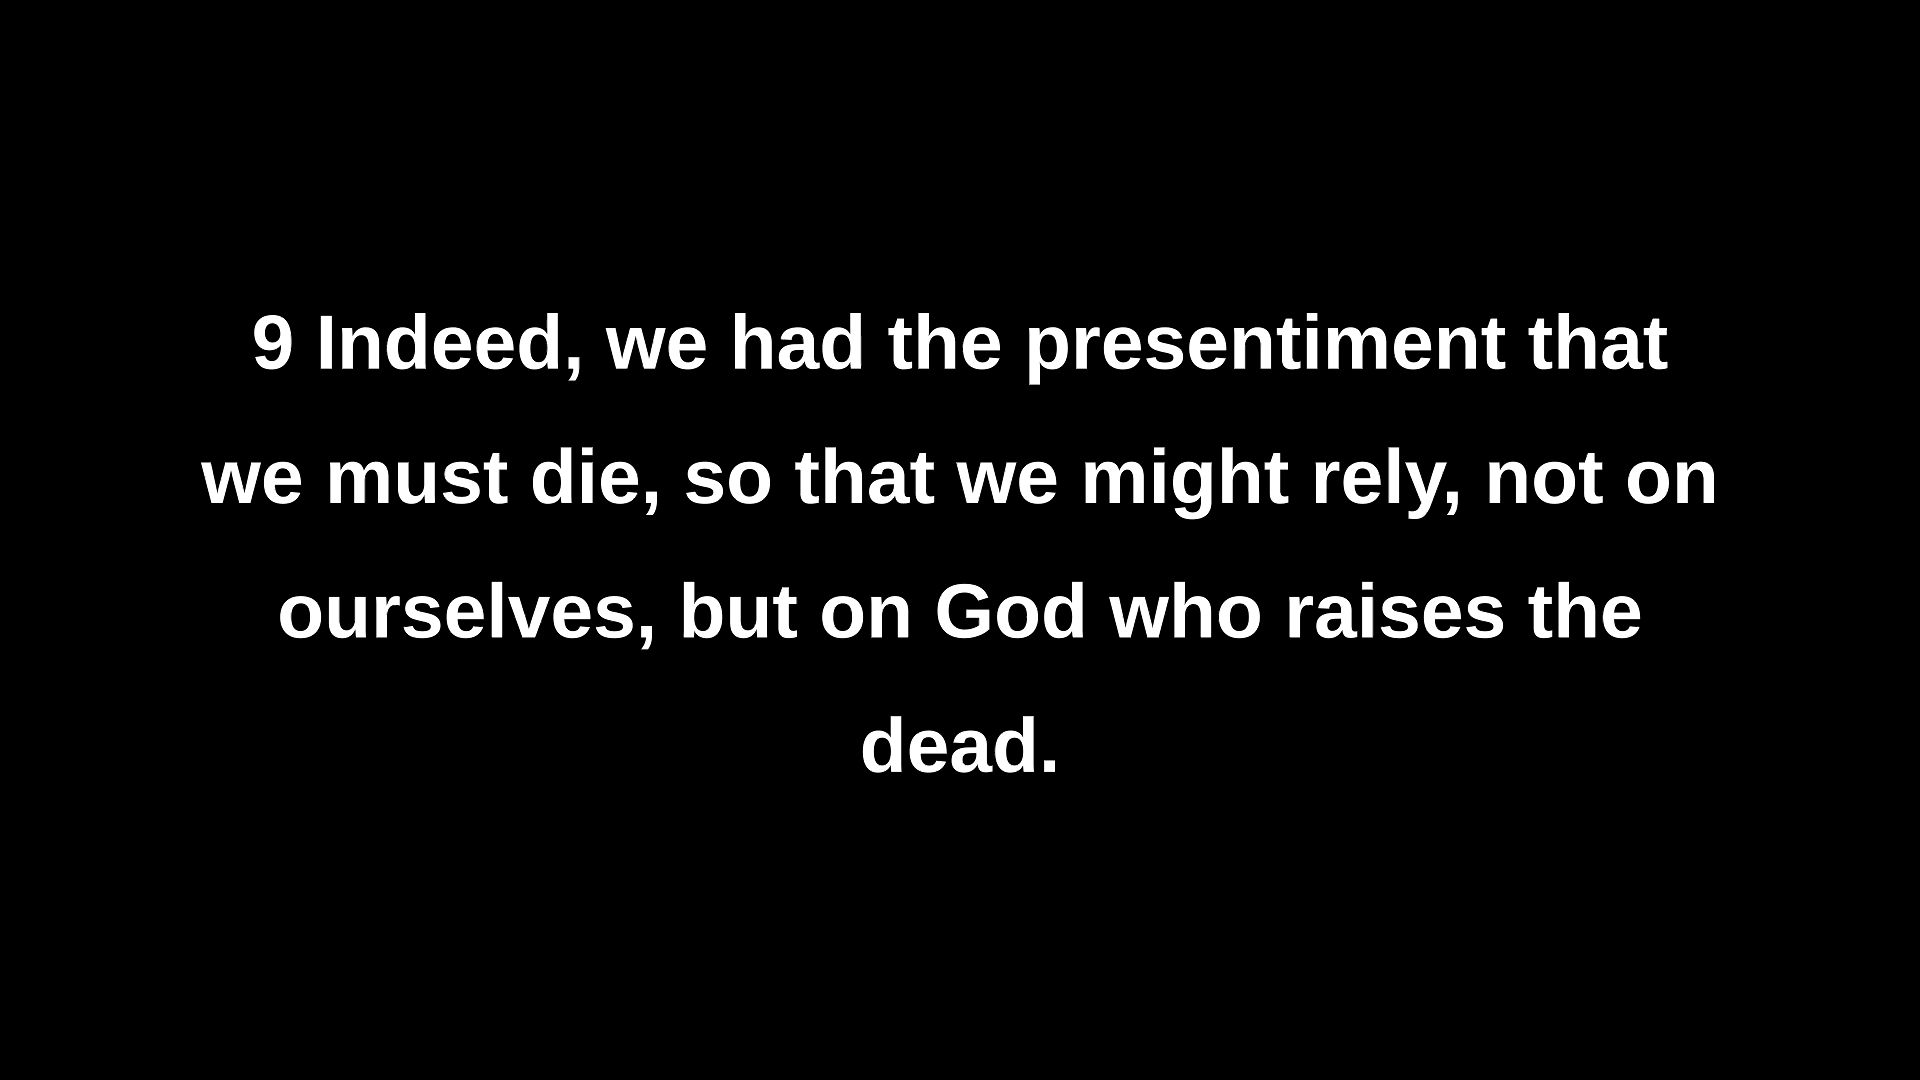 9 Indeed, we had the presentiment that
we must die, so that we might rely, not on
ourselves, but on God who raises the
dead.